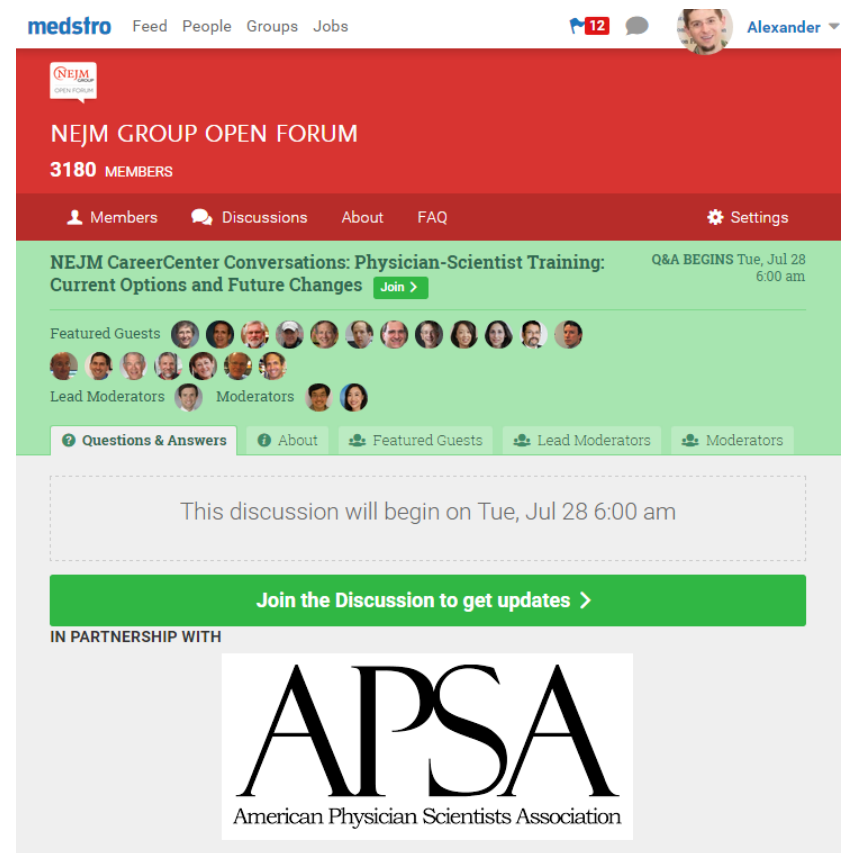 medstro Feed People Groups Jobs 12 Alexander
NEJM
GROUP
OPEN FORUM
NEJM GROUP OPEN FORUM
3180 MEMBERS
Members Discussions About FAQ Settings
NEJM CareerCenter Conversations: Physician-Scientist Training: Q&A BEGINS Tue, Jul 28
Current Options and Future Changes Join > 6:00 am
Featured Guests
Lead Moderators Moderators
Questions & Answers About Featured Guests Lead Moderators Moderators
This discussion will begin on Tue, Jul 28 6:00 am
Join the Discussion to get updates >
IN PARTNERSHIP WITH
APSA
American Physician Scientists Association